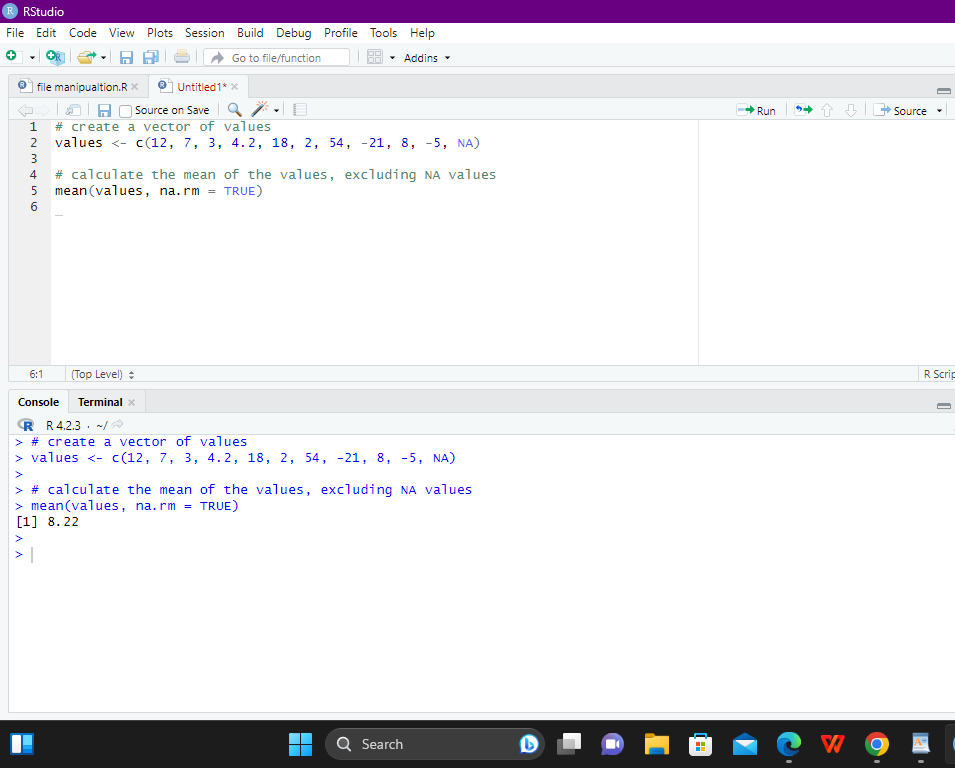 RStudio
File Edit Code View Plots Session Build Debug Profile Tools Help
Go to file/function Addins
file manipualtion.R Untitled1*
Source on Save Run Source
1 # create a vector of values
2 values <- c(12, 7, 3, 4.2, 18, 2, 54, -21, 8, -5, NA)
3
4 # calculate the mean of the values, excluding NA values
5 mean(values, na.rm = TRUE)
6
6:1 (Top Level) R Scrip
Console Terminal
R 4.2.3 · ~/
> # create a vector of values
> values <- c(12, 7, 3, 4.2, 18, 2, 54, -21, 8, -5, NA)
>
> # calculate the mean of the values, excluding NA values
> mean(values, na.rm = TRUE)
[1] 8.22
>
>
Search